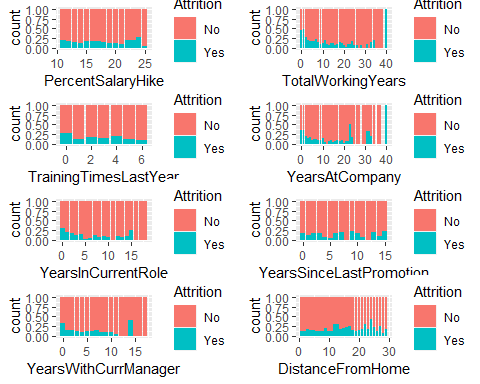 count
1.00
0.75
0.50
0.25
0.00
10 15 20 25
PercentSalaryHike
Attrition
No
Yes
count
1.00
0.75
0.50
0.25
0.00
0 10 20 30 40
TotalWorkingYears
Attrition
No
Yes
count
1.00
0.75
0.50
0.25
0.00
0 2 4 6
TrainingTimesLastYear
Attrition
No
Yes
count
1.00
0.75
0.50
0.25
0.00
0 10 20 30 40
YearsAtCompany
Attrition
No
Yes
count
1.00
0.75
0.50
0.25
0.00
0 5 10 15
YearsInCurrentRole
Attrition
No
Yes
count
1.00
0.75
0.50
0.25
0.00
0 5 10 15
YearsSinceLastPromotion
Attrition
No
Yes
count
1.00
0.75
0.50
0.25
0.00
0 5 10 15
YearsWithCurrManager
Attrition
No
Yes
count
1.00
0.75
0.50
0.25
0.00
0 10 20 30
DistanceFromHome
Attrition
No
Yes